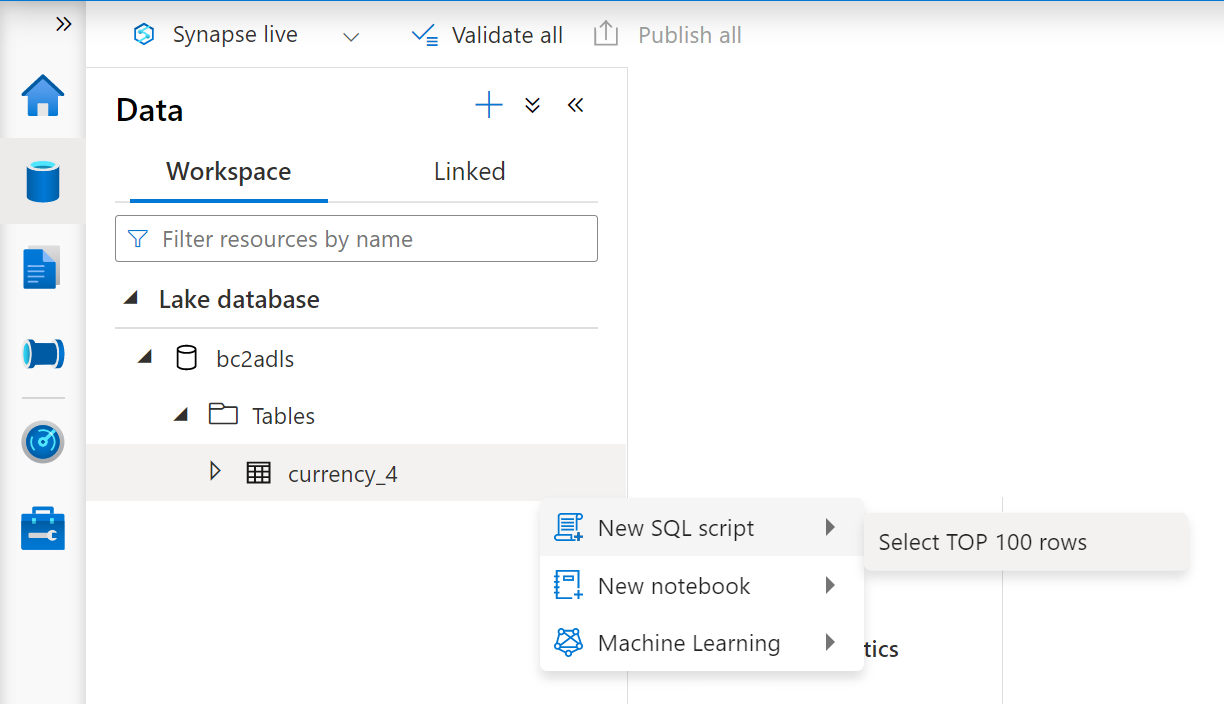 Synapse live
Validate all
Publish all
Data
Workspace
Linked
Filter resources by name
Lake database
bc2adls
Tables
currency_4
New SQL script
Select TOP 100 rows
New notebook
Machine Learning
tics